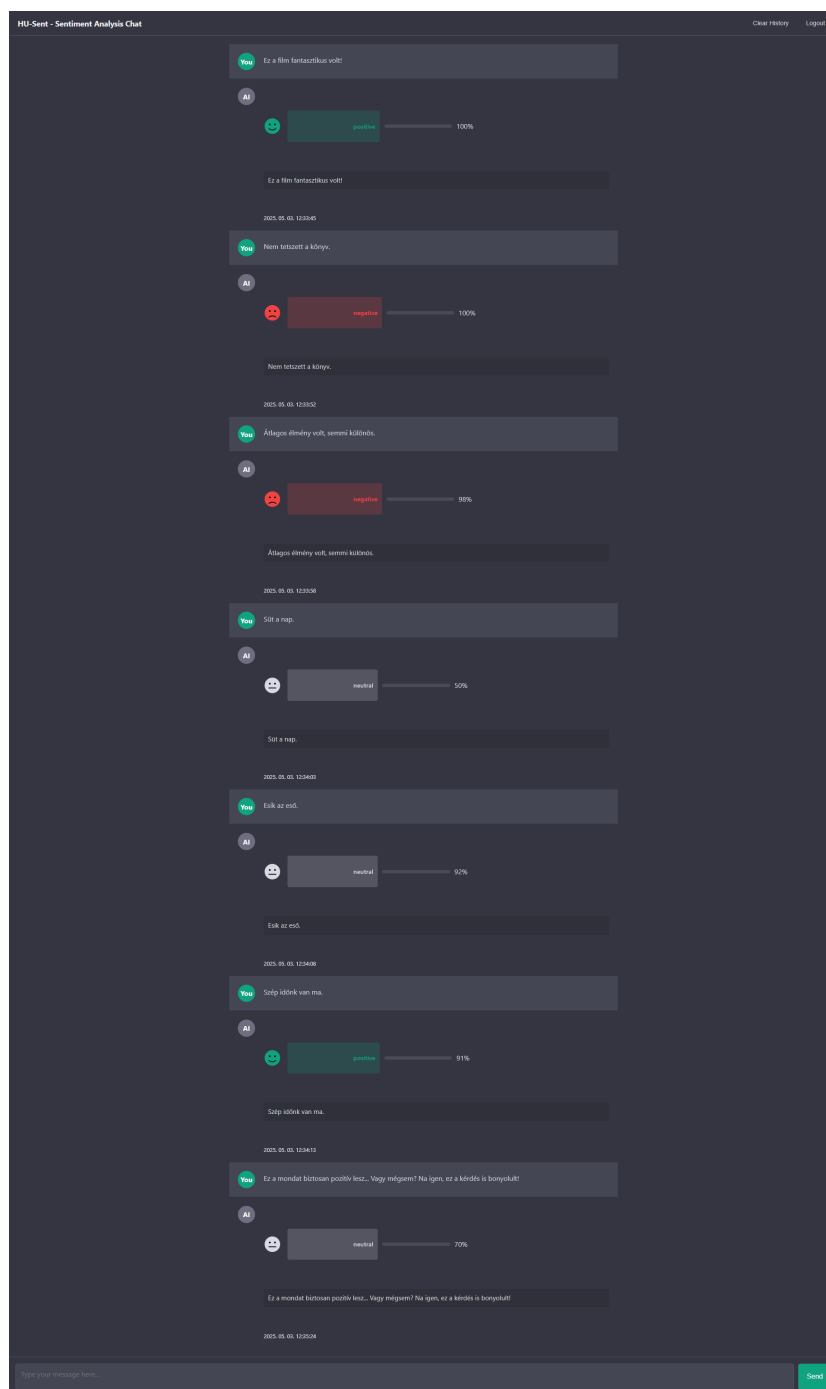 HU-Sent - Sentiment Analysis Chat
Clear History
Logout
You
Ez a film fantasztikus volt!
AI
positive
100%
Ez a film fantasztikus volt!
2025. 05. 03. 12:33:45
You
Nem tetszett a könyv.
AI
negative
100%
Nem tetszett a könyv.
2025. 05. 03. 12:33:52
You
Átlagos élmény volt, semmi különös.
AI
negative
98%
Átlagos élmény volt, semmi különös.
2025. 05. 03. 12:33:58
You
Süt a nap.
AI
neutral
50%
Süt a nap.
2025. 05. 03. 12:34:03
You
Esik az eső.
AI
neutral
92%
Esik az eső.
2025. 05. 03. 12:34:08
You
Szép időnk van ma.
AI
positive
91%
Szép időnk van ma.
2025. 05. 03. 12:34:13
You
Ez a mondat biztosan pozitív lesz... Vagy mégsem? Na igen, ez a kérdés is bonyolult!
AI
neutral
70%
Ez a mondat biztosan pozitív lesz... Vagy mégsem? Na igen, ez a kérdés is bonyolult!
2025. 05. 03. 12:35:24
Type your message here...
Send